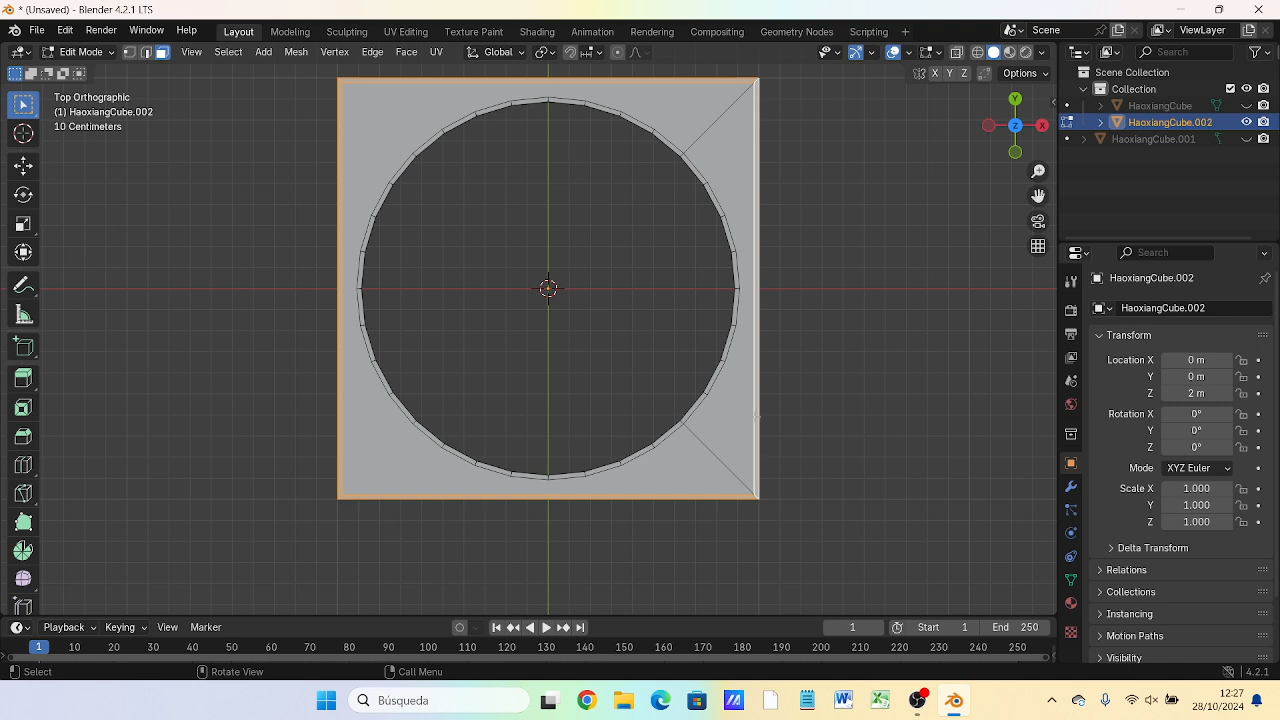 * (Unsaved) - Blender 4.2.1 LTS
File Edit Render Window Help Layout Modeling Sculpting UV Editing Texture Paint Shading Animation Rendering Compositing Geometry Nodes Scripting + Scene ViewLayer
Edit Mode View Select Add Mesh Vertex Edge Face UV Global Search
X Y Z Options
Top Orthographic
(1) HaoxiangCube.002
10 Centimeters
Y
Z X
Scene Collection
Collection
HaoxiangCube
HaoxiangCube.002
HaoxiangCube.001
Search
HaoxiangCube.002
HaoxiangCube.002
Transform
Location X 0 m
Y 0 m
Z 2 m
Rotation X 0°
Y 0°
Z 0°
Mode XYZ Euler
Scale X 1.000
Y 1.000
Z 1.000
Delta Transform
Relations
Collections
Instancing
Motion Paths
Visibility
Playback Keying View Marker 1 Start 1 End 250
1 10 20 30 40 50 60 70 80 90 100 110 120 130 140 150 160 170 180 190 200 210 220 230 240 250
Select Rotate View Call Menu 4.2.1
Búsqueda
12:27
28/10/2024